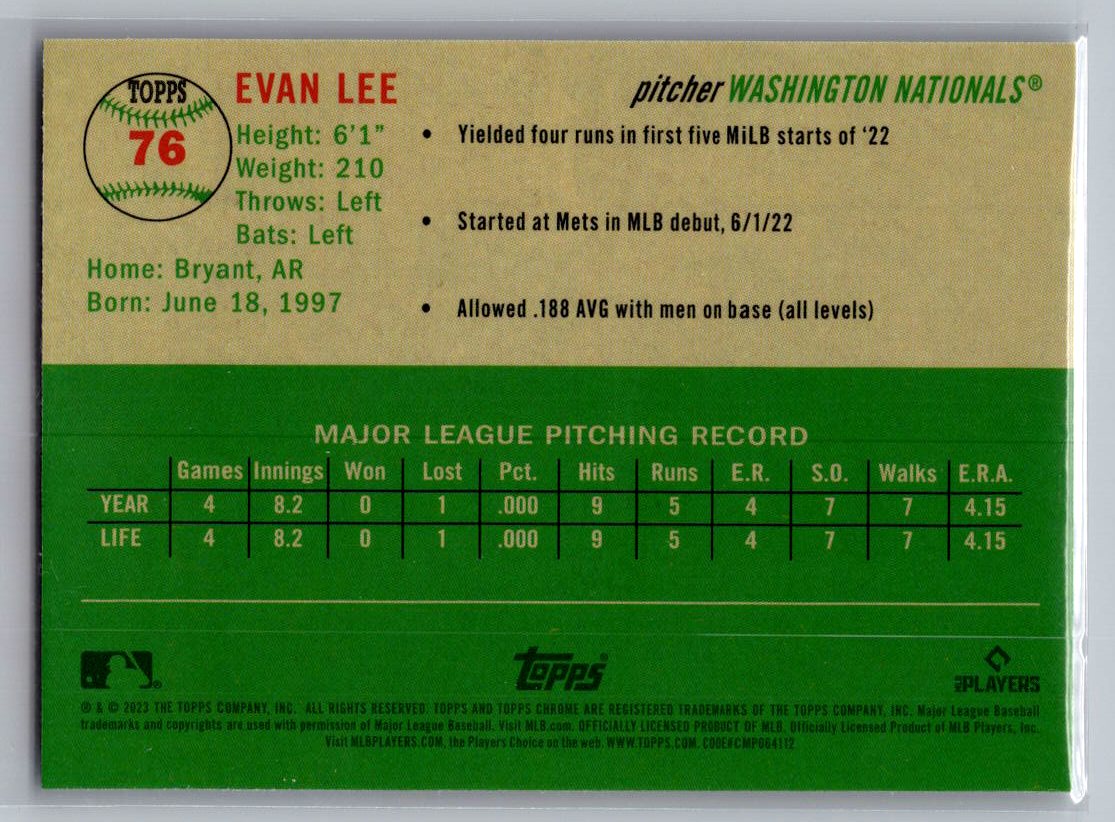 TOPPS
76
EVAN LEE
pitcher WASHINGTON NATIONALS®
Height: 6'1"
Weight: 210
Throws: Left
Bats: Left
Home: Bryant, AR
Born: June 18, 1997
• Yielded four runs in first five MiLB starts of '22
• Started at Mets in MLB debut, 6/1/22
• Allowed .188 AVG with men on base (all levels)
MAJOR LEAGUE PITCHING RECORD
Games Innings Won Lost Pct. Hits Runs E.R. S.O. Walks E.R.A.
YEAR 4 8.2 0 1 .000 9 5 4 7 7 4.15
LIFE 4 8.2 0 1 .000 9 5 4 7 7 4.15
Topps®
PLAYERS
® & © 2023 THE TOPPS COMPANY, INC. ALL RIGHTS RESERVED. TOPPS AND TOPPS CHROME ARE REGISTERED TRADEMARKS OF THE TOPPS COMPANY, INC. Major League Baseball
trademarks and copyrights are used with permission of Major League Baseball. Visit MLB.com. OFFICIALLY LICENSED PRODUCT OF MLB. Officially Licensed Product of MLB Players, Inc.
Visit MLBPLAYERS.COM, the Players Choice on the web. WWW.TOPPS.COM. CODE#CMP064112